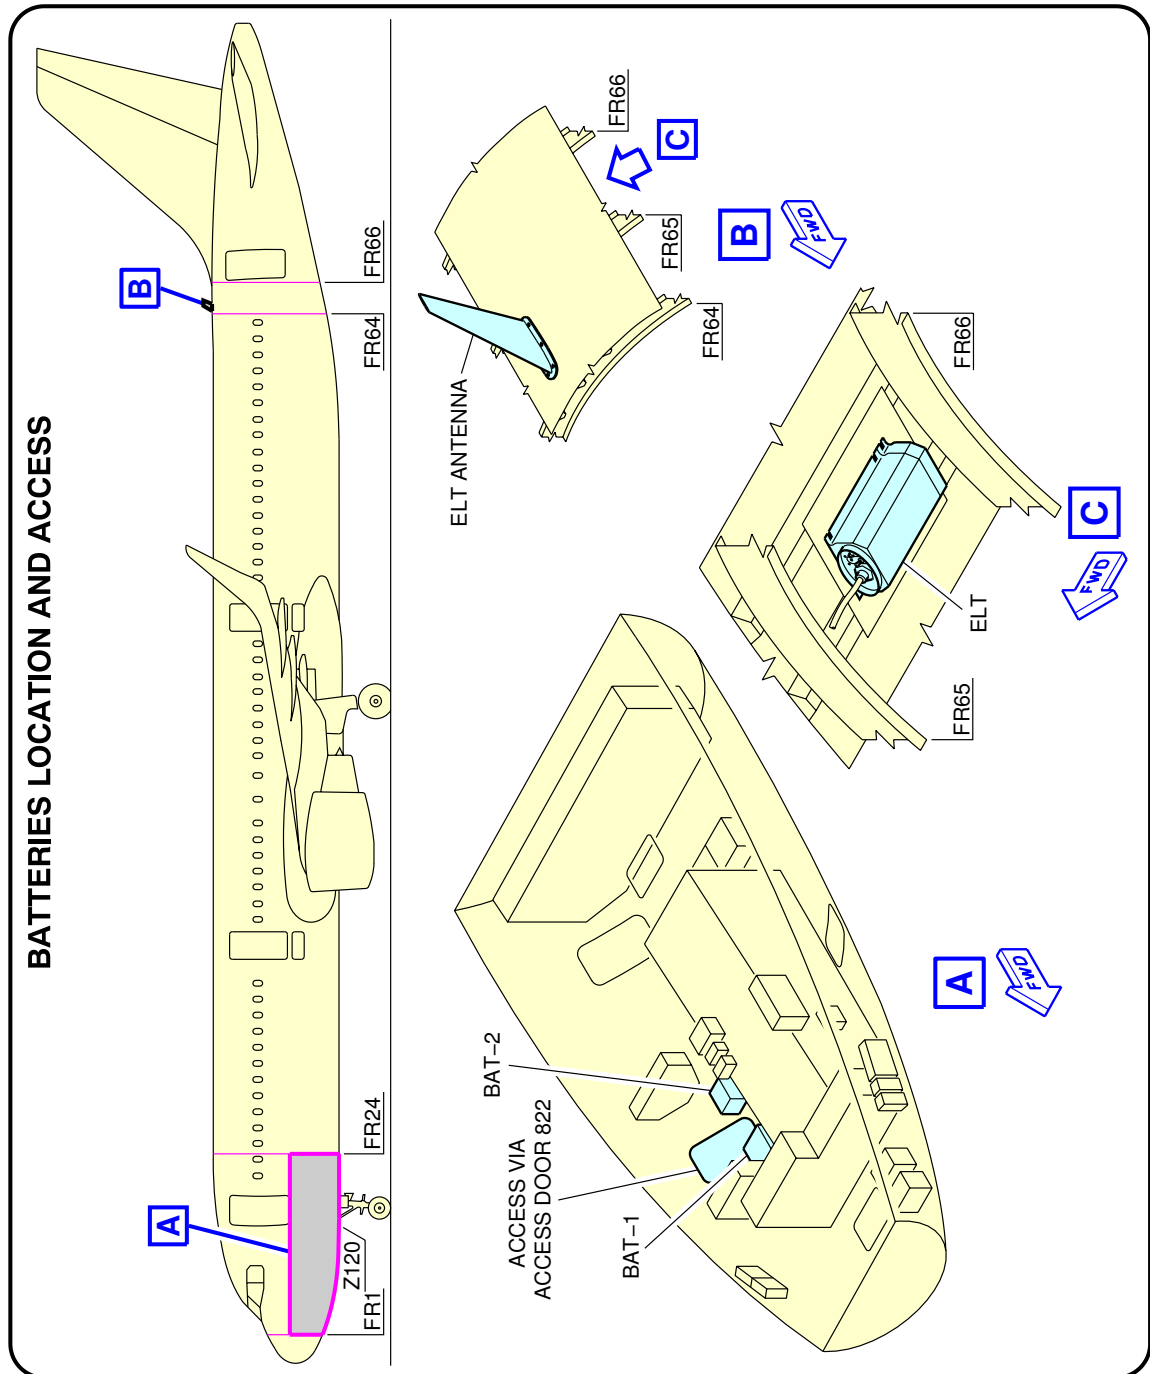 BATTERIES LOCATION AND ACCESS
A
B
FR1
Z120
FR24
FR64
FR66
ELT ANTENNA
FR64
FR65
FR66
C
B
FWD
ACCESS VIA
ACCESS DOOR 822
BAT-1
BAT-2
A
FWD
FR65
ELT
FR66
C
FWD